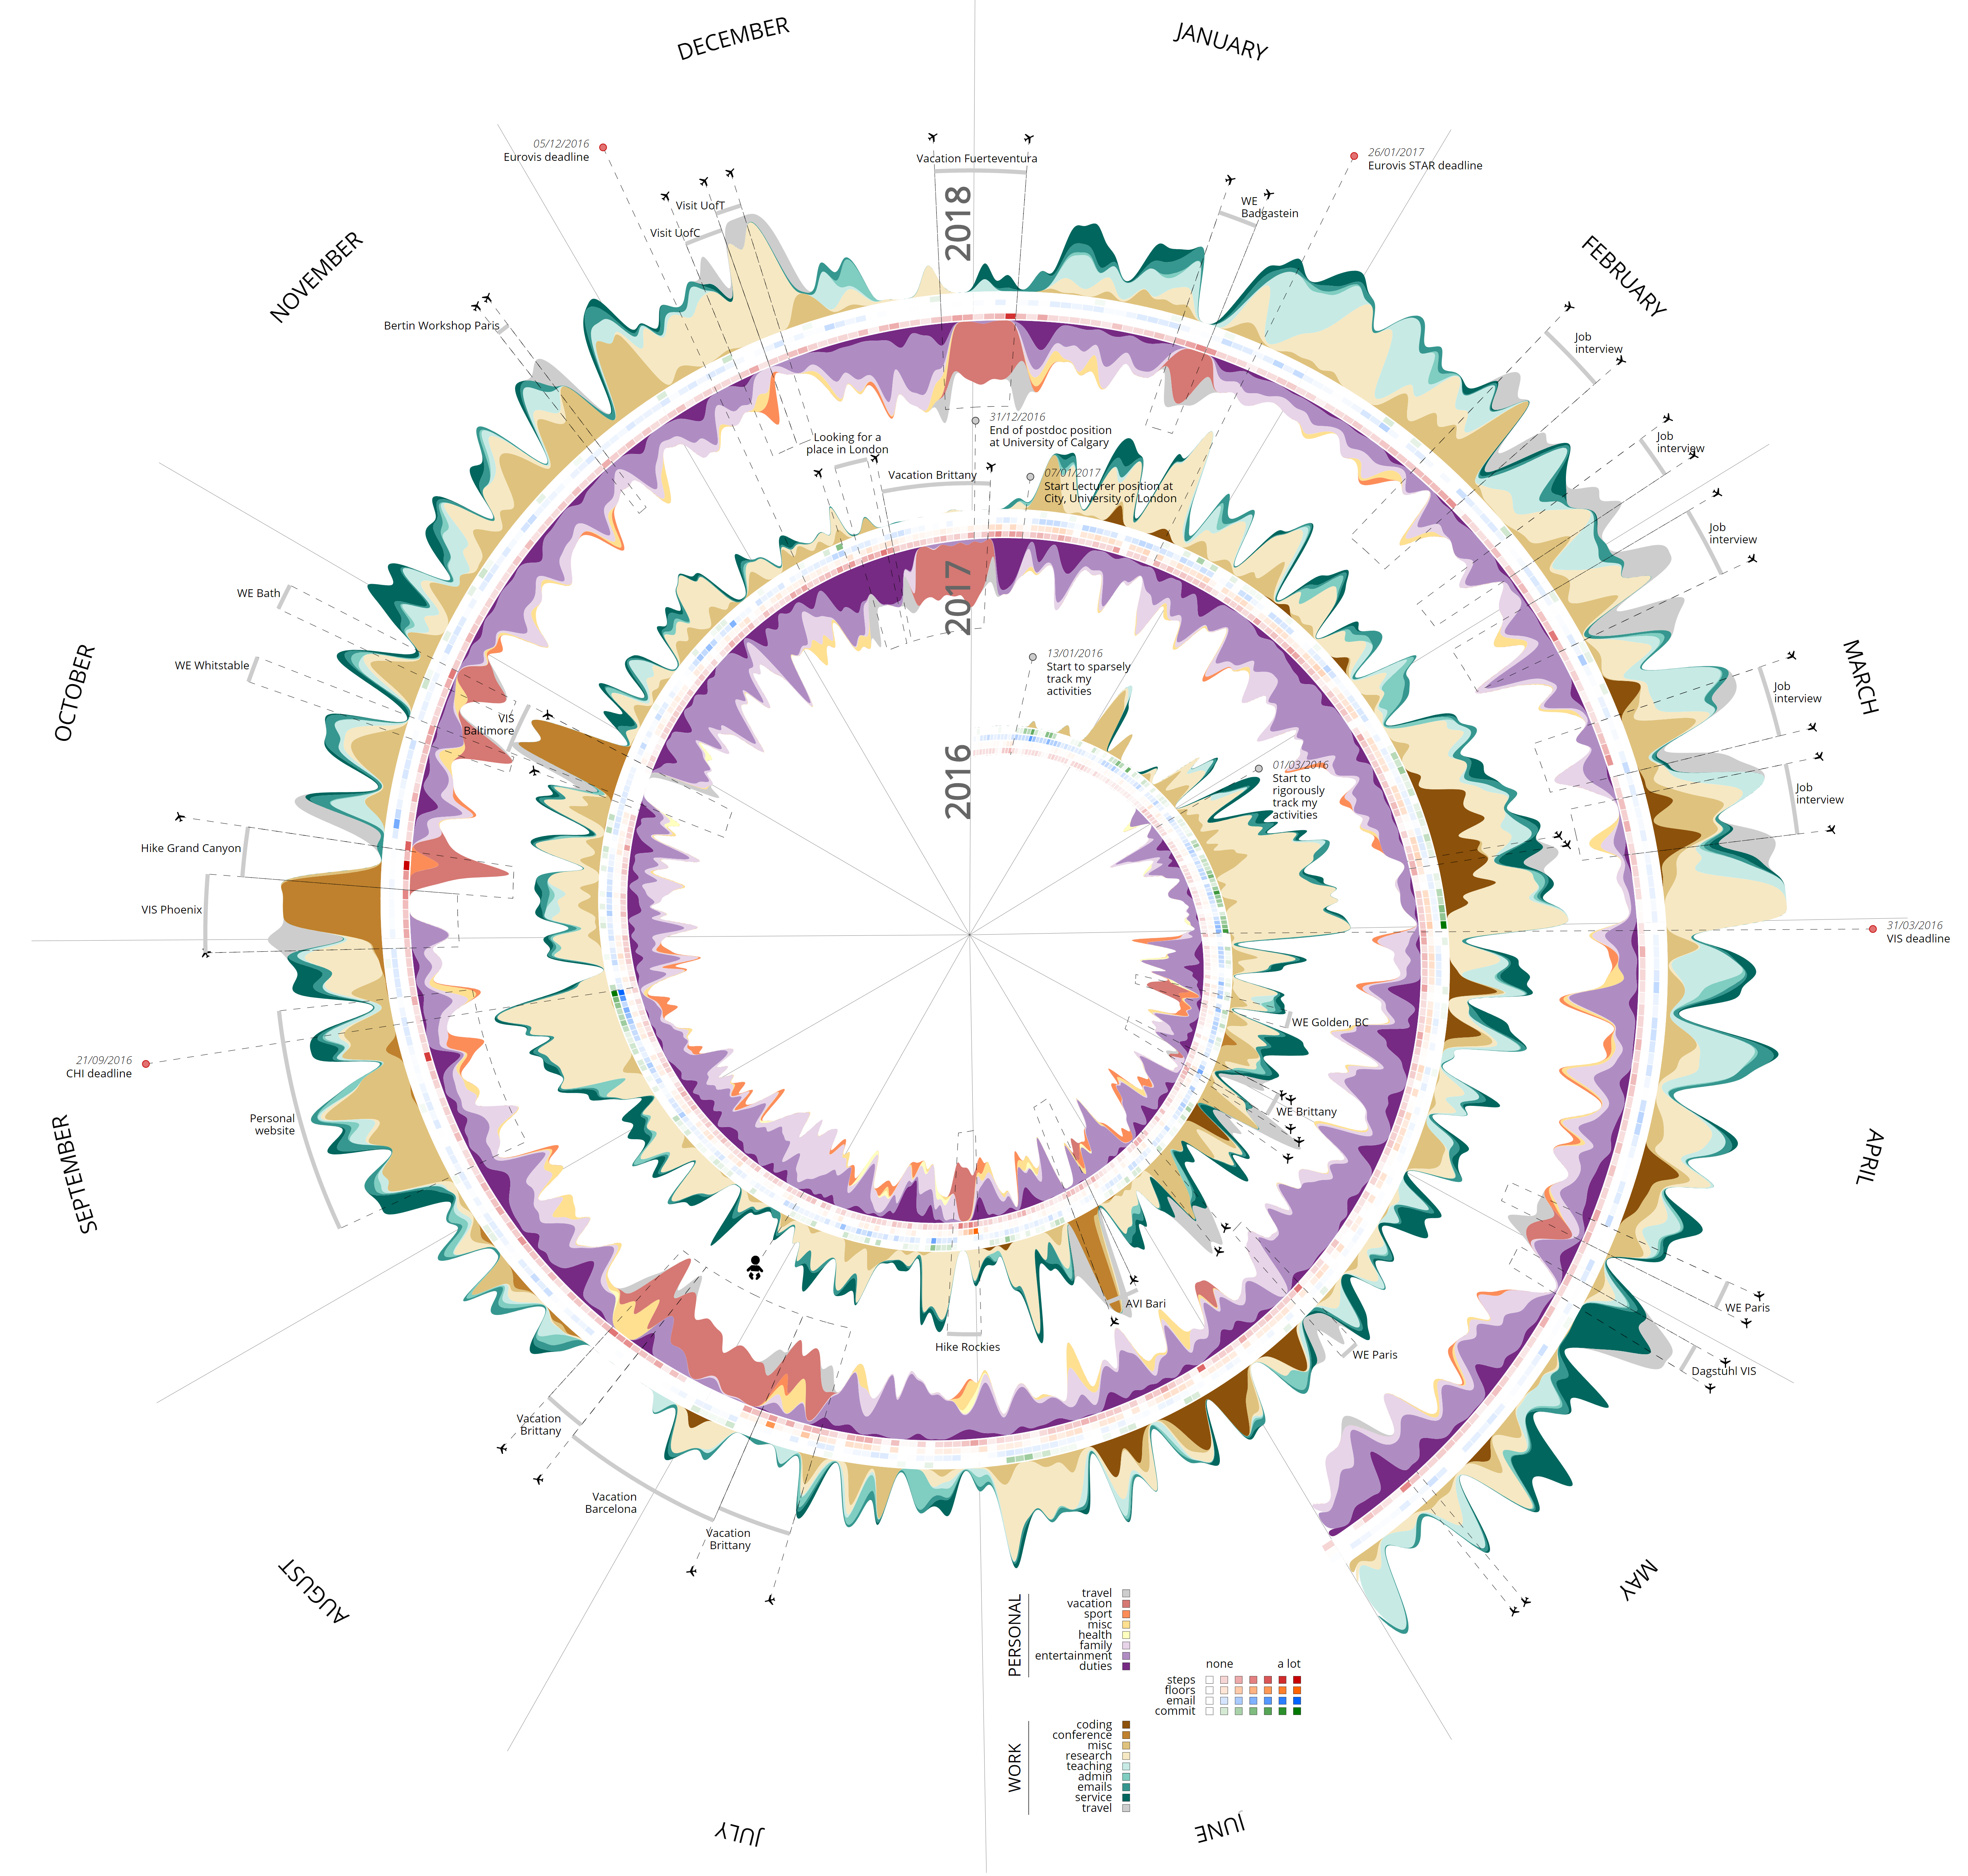 DECEMBER
JANUARY
05/12/2016
Eurovis deadline
26/01/2017
Eurovis STAR deadline
Vacation Fuerteventura
Visit UofT
Visit UofC
WE
Badgastein
2018
NOVEMBER
FEBRUARY
Bertin Workshop Paris
Job
interview
31/12/2016
End of postdoc position
at University of Calgary
Looking for a
place in London
Vacation Brittany
07/01/2017
Start Lecturer position at
City, University of London
Job
interview
Job
interview
2017
WE Bath
OCTOBER
WE Whitstable
13/01/2016
Start to sparsely
track my
activities
MARCH
Job
interview
VIS
Baltimore
2016
01/03/2016
Start to
rigorously
track my
activities
Job
interview
Hike Grand Canyon
VIS Phoenix
31/03/2016
VIS deadline
WE Golden, BC
21/09/2016
CHI deadline
Personal
website
WE Brittany
SEPTEMBER
APRIL
AVI Bari
WE Paris
Hike Rockies
WE Paris
Dagstuhl VIS
Vacation
Brittany
Vacation
Barcelona
Vacation
Brittany
AUGUST
MAY
PERSONAL
travel
vacation
sport
misc
health
family
entertainment
duties
none a lot
steps
floors
email
commit
WORK
coding
conference
misc
research
teaching
admin
emails
service
travel
JULY
JUNE